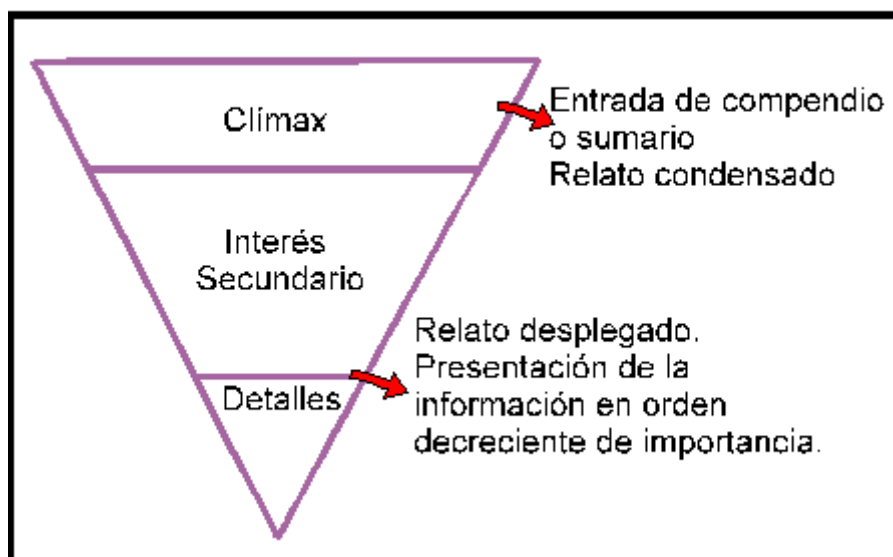 Clímax
Entrada de compendio
o sumario
Relato condensado
Interés
Secundario
Relato desplegado.
Presentación de la
información en orden
decreciente de importancia.
Detalles